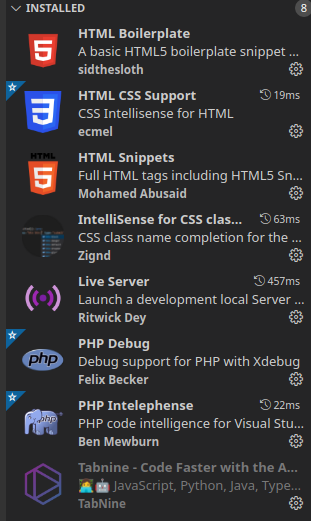 INSTALLED 8
HTML Boilerplate
A basic HTML5 boilerplate snippet ...
sidthesloth
HTML CSS Support 19ms
CSS Intellisense for HTML
ecmel
HTML
HTML Snippets
Full HTML tags including HTML5 Sn...
Mohamed Abusaid
IntelliSense for CSS clas... 63ms
CSS class name completion for the ...
Zignd
Live Server 457ms
Launch a development local Server ...
Ritwick Dey
php
PHP Debug
Debug support for PHP with Xdebug
Felix Becker
php
PHP Intelephense 22ms
PHP code intelligence for Visual Stu...
Ben Mewburn
Tabnine - Code Faster with the A...
JavaScript, Python, Java, Type...
TabNine